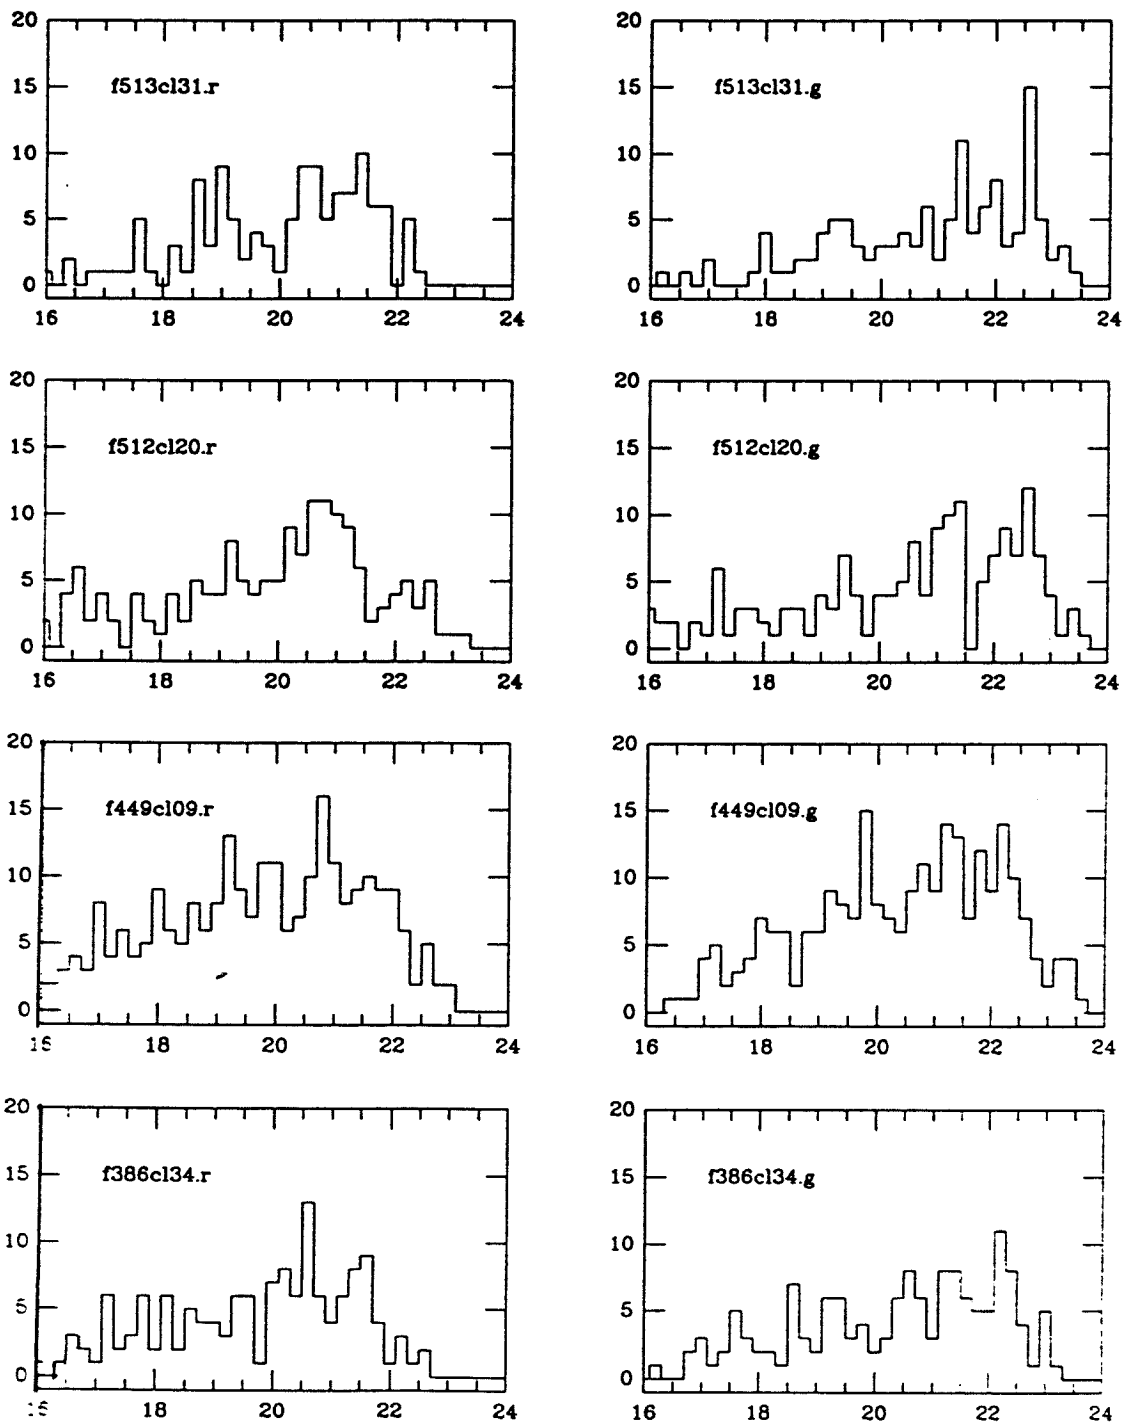 20 20
15 f513cl31.r 15 f513cl31.g
10 10
5 5
0 0
16 18 20 22 24 16 18 20 22 24
20 20
15 f512cl20.r 15 f512cl20.g
10 10
5 5
0 0
16 18 20 22 24 16 18 20 22 24
20 20
15 f449cl09.r 15 f449cl09.g
10 10
5 5
0 0
18 20 22 24 16 18 20 22 24
20 20
15 f386cl34.r 15 f386cl34.g
10 10
5 5
0 0
18 20 22 24 16 18 20 22 24